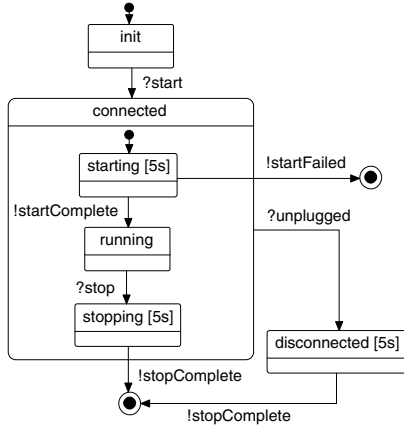 init
?start
connected
starting [5s]
!startFailed
!startComplete
?unplugged
running
?stop
stopping [5s]
disconnected [5s]
!stopComplete
!stopComplete